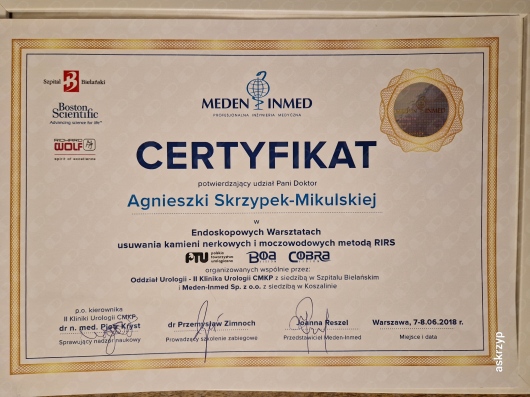 Szpital Bielański
Boston
Scientific
Advancing science for life™
RICHARD
WOLF
spirit of excellence
MEDEN INMED
PROFESJONALNA INŻYNIERIA MEDYCZNA
CERTYFIKAT
potwierdzający udział Pani Doktor
Agnieszki Skrzypek-Mikulskiej
w
Endoskopowych Warsztatach
usuwania kamieni nerkowych i moczowodowych metodą RIRS
PTU polskie towarzystwo urologiczne BOA COBRA
organizowanych wspólnie przez:
Oddział Urologii - II Klinika Urologii CMKP z siedzibą w Szpitalu Bielańskim
i Meden-Inmed Sp. z o.o. z siedzibą w Koszalinie
p.o. kierownika
II Kliniki Urologii CMKP
dr n. med. Piotr Kryst
Sprawujący nadzór naukowy
dr Przemysław Zimnoch
Prowadzący szkolenie zabiegowe
Joanna Reszel
Przedstawiciel Meden-Inmed
Warszawa, 7-8.06.2018 r.
Miejsce i data
askrzyp